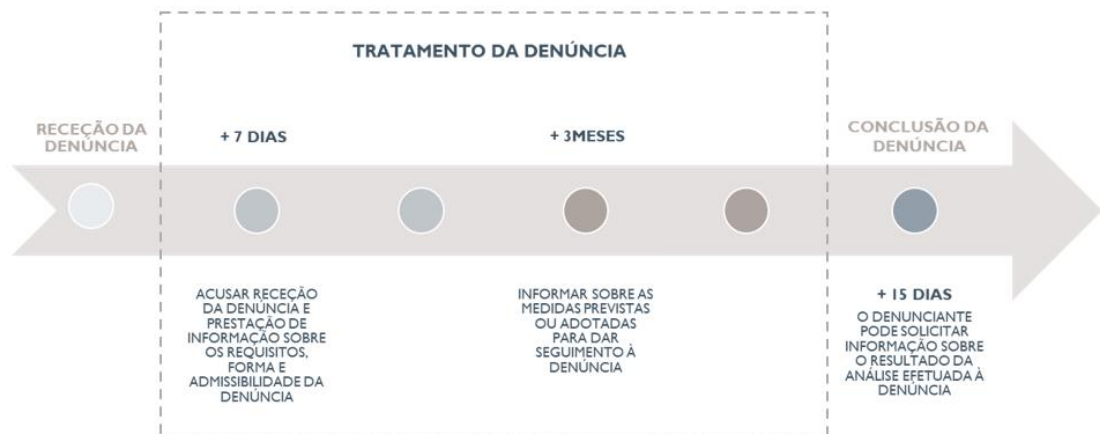 TRATAMENTO DA DENÚNCIA
RECEÇÃO DA
DENÚNCIA
+ 7 DIAS
+ 3MESES
CONCLUSÃO DA
DENÚNCIA
ACUSAR RECEÇÃO
DA DENÚNCIA E
PRESTAÇÃO DE
INFORMAÇÃO SOBRE
OS REQUISITOS,
FORMA E
ADMISSIBILIDADE DA
DENÚNCIA
INFORMAR SOBRE AS
MEDIDAS PREVISTAS
OU ADOTADAS
PARA DAR
SEGUIMENTO À
DENÚNCIA
+ 15 DIAS
O DENUNCIANTE
PODE SOLICITAR
INFORMAÇÃO SOBRE
O RESULTADO DA
ANÁLISE EFETUADA À
DENÚNCIA